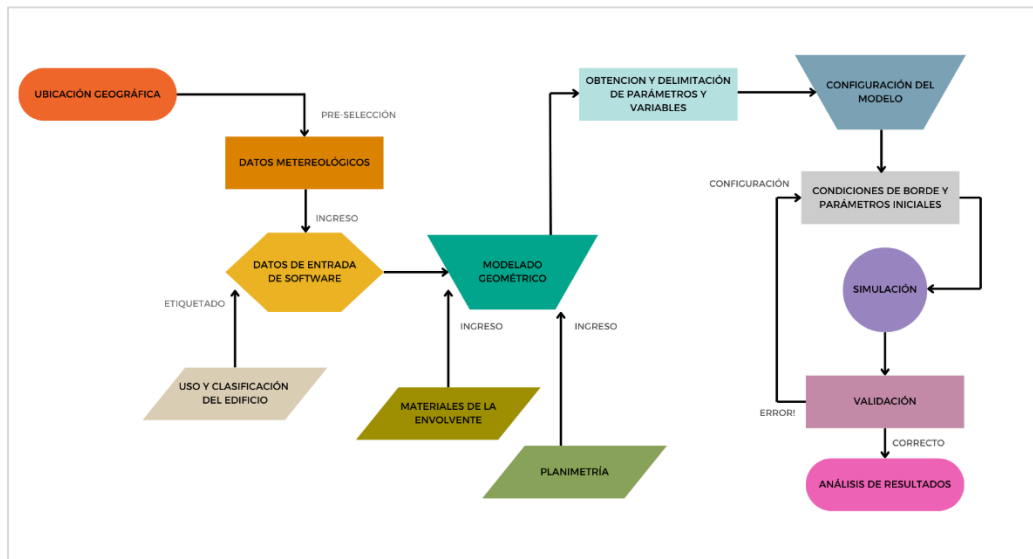 UBICACIÓN GEOGRÁFICA
PRE-SELECCIÓN
DATOS METEREOLÓGICOS
INGRESO
DATOS DE ENTRADA
DE SOFTWARE
ETIQUETADO
USO Y CLASIFICACIÓN
DEL EDIFICIO
MODELADO
GEOMÉTRICO
INGRESO
INGRESO
MATERIALES DE LA
ENVOLVENTE
PLANIMETRÍA
OBTENCION Y DELIMITACIÓN
DE PARÁMETROS Y
VARIABLES
CONFIGURACIÓN DEL
MODELO
CONFIGURACIÓN
CONDICIONES DE BORDE Y
PARÁMETROS INICIALES
SIMULACIÓN
VALIDACIÓN
ERROR!
CORRECTO
ANÁLISIS DE RESULTADOS